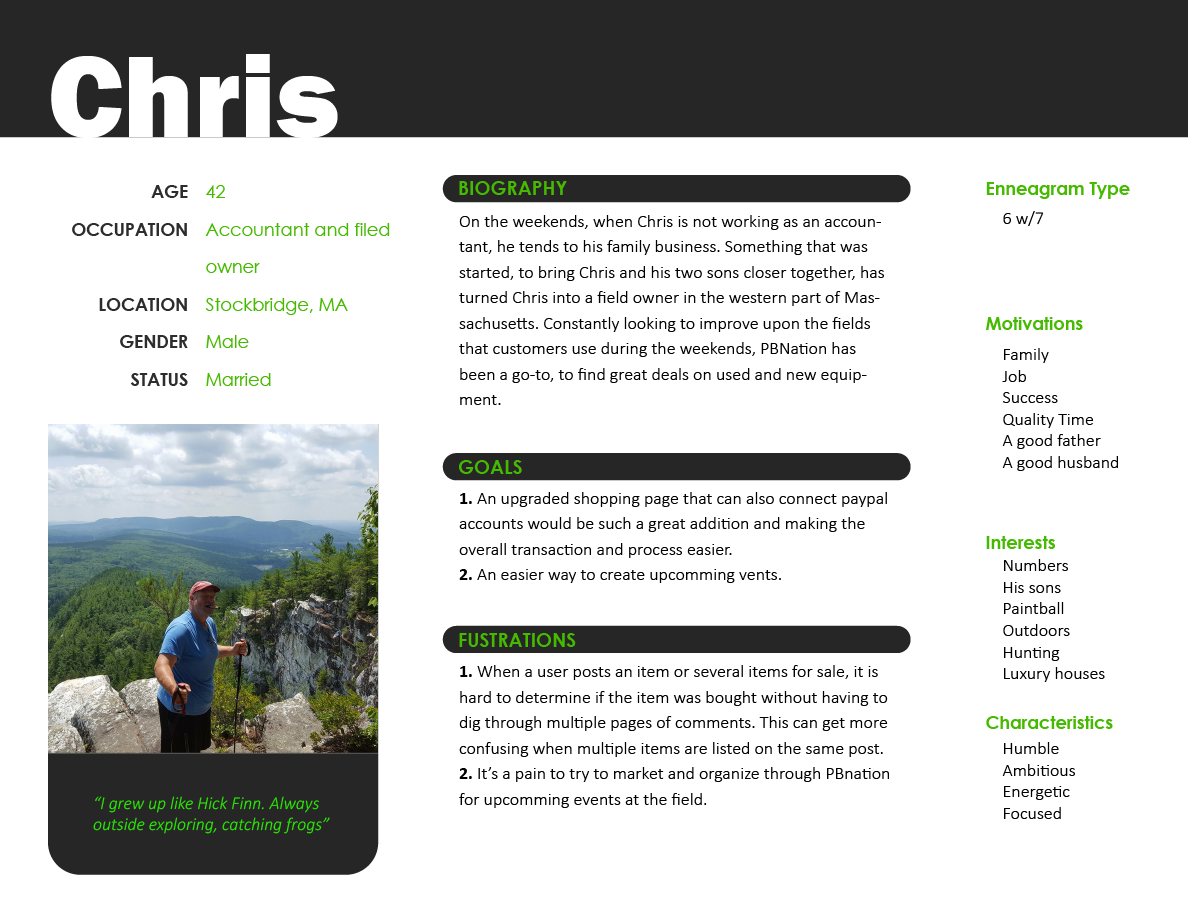 Chris
AGE 42
OCCUPATION Accountant and filed
owner
LOCATION Stockbridge, MA
GENDER Male
STATUS Married
“I grew up like Hick Finn. Always
outside exploring, catching frogs”
BIOGRAPHY
On the weekends, when Chris is not working as an accoun-
tant, he tends to his family business. Something that was
started, to bring Chris and his two sons closer together, has
turned Chris into a field owner in the western part of Mas-
sachusetts. Constantly looking to improve upon the fields
that customers use during the weekends, PBNation has
been a go-to, to find great deals on used and new equip-
ment.
GOALS
1. An upgraded shopping page that can also connect paypal
accounts would be such a great addition and making the
overall transaction and process easier.
2. An easier way to create upcomming vents.
FUSTRATIONS
1. When a user posts an item or several items for sale, it is
hard to determine if the item was bought without having to
dig through multiple pages of comments. This can get more
confusing when multiple items are listed on the same post.
2. It’s a pain to try to market and organize through PBnation
for upcomming events at the field.
Enneagram Type
6 w/7
Motivations
Family
Job
Success
Quality Time
A good father
A good husband
Interests
Numbers
His sons
Paintball
Outdoors
Hunting
Luxury houses
Characteristics
Humble
Ambitious
Energetic
Focused